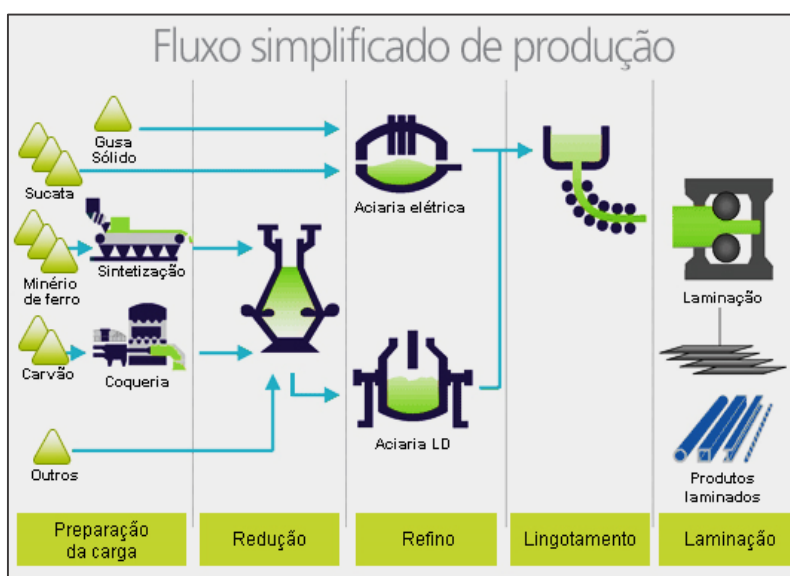 Fluxo simplificado de produção
Gusa
Sólido
Sucata
Aciaria elétrica
Minério
de ferro
Sintetização
Laminação
Carvão
Coqueria
Aciaria LD
Outros
Produtos
laminados
Preparação
da carga
Redução
Refino
Lingotamento
Laminação